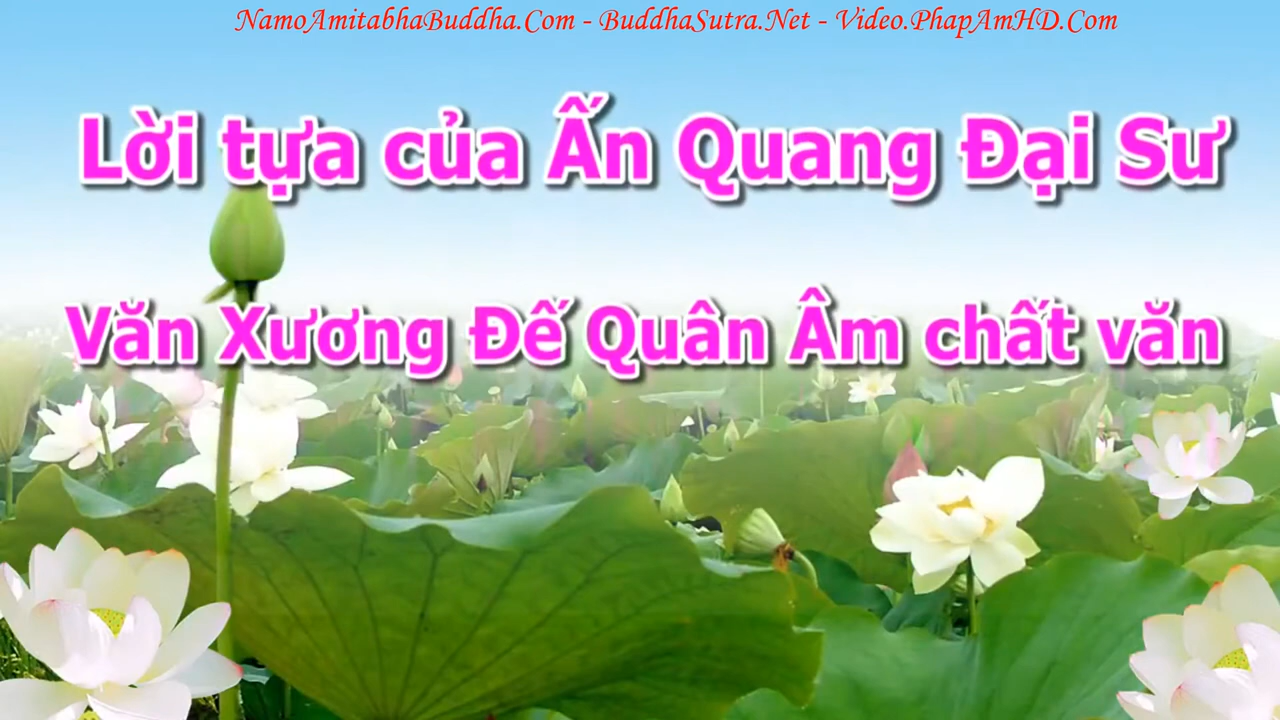 NamoAmitabhaBuddha.Com - BuddhaSutra.Net - Video.PhapAmHD.Com
Lời tựa của Ấn Quang Đại Sư
Văn Xương Đế Quân Âm chất văn